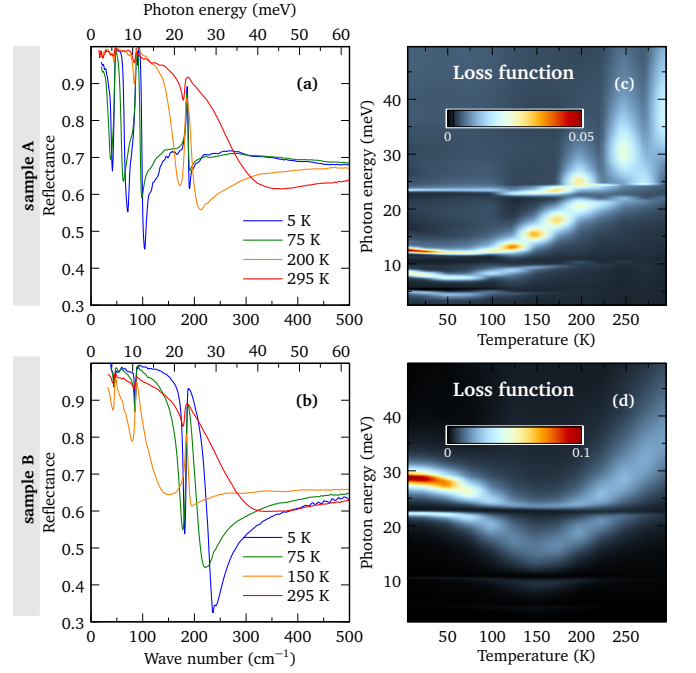 Photon energy (meV)
0 10 20 30 40 50 60
sample A
Reflectance
0.9
0.8
0.7
0.6
0.5
0.4
0.3
(a)
5 K
75 K
200 K
295 K
0 100 200 300 400 500
Photon energy (meV)
40
30
20
10
Loss function
(c)
0 0.05
50 100 150 200 250
Temperature (K)
0 10 20 30 40 50 60
sample B
Reflectance
0.9
0.8
0.7
0.6
0.5
0.4
0.3
(b)
5 K
75 K
150 K
295 K
0 100 200 300 400 500
Wave number (cm⁻¹)
Photon energy (meV)
40
30
20
10
Loss function
(d)
0 0.1
50 100 150 200 250
Temperature (K)